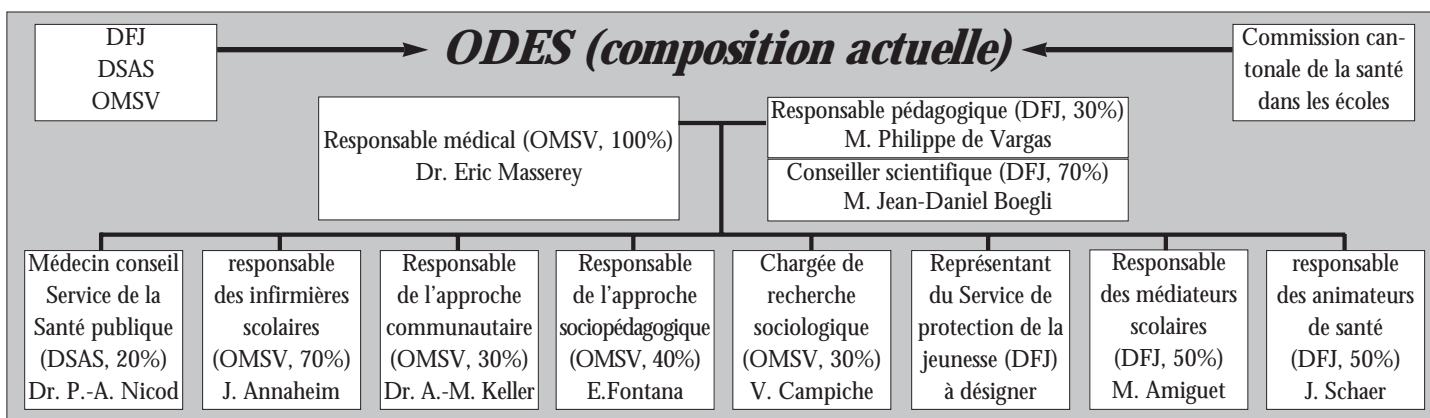 DFJ
DSAS
OMSV
ODES (composition actuelle)
Commission can-
tonale de la santé
dans les écoles
Responsable médical (OMSV, 100%)
Dr. Eric Masserey
Responsable pédagogique (DFJ, 30%)
M. Philippe de Vargas
Conseiller scientifique (DFJ, 70%)
M. Jean-Daniel Boegli
Médecin conseil
Service de la
Santé publique
(DSAS, 20%)
Dr. P.-A. Nicod
responsable
des infirmières
scolaires
(OMSV, 70%)
J. Annaheim
Responsable
de l’approche
communautaire
(OMSV, 30%)
Dr. A.-M. Keller
Responsable
de l’approche
sociopédagogique
(OMSV, 40%)
E.Fontana
Chargée de
recherche
sociologique
(OMSV, 30%)
V. Campiche
Représentant
du Service de
protection de la
jeunesse (DFJ)
à désigner
Responsable
des médiateurs
scolaires
(DFJ, 50%)
M. Amiguet
responsable
des animateurs
de santé
(DFJ, 50%)
J. Schaer